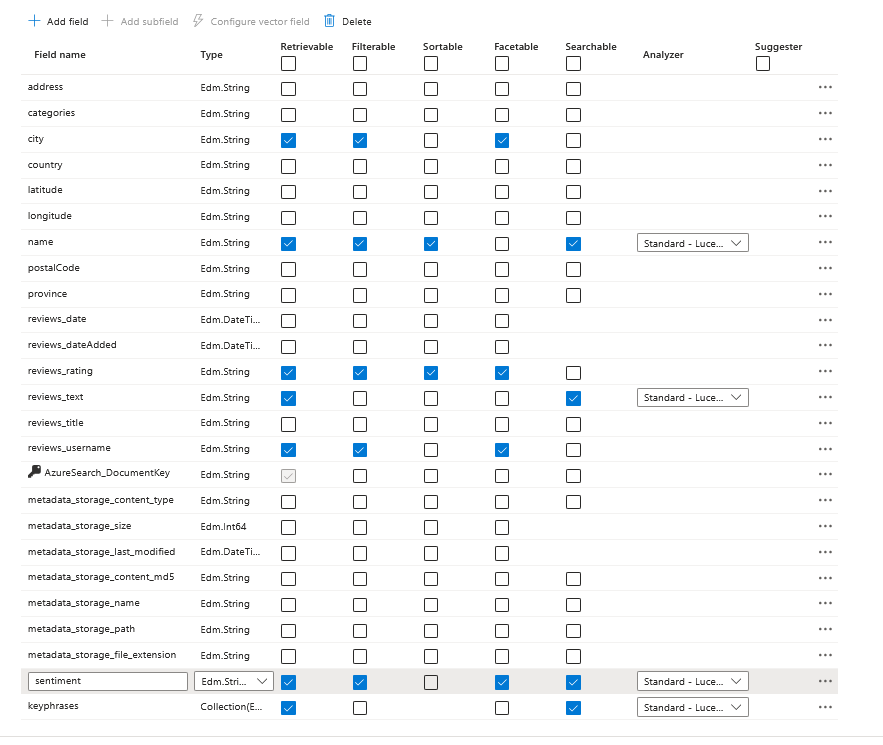 Add field Add subfield Configure vector field Delete
Field name Type Retrievable Filterable Sortable Facetable Searchable Analyzer Suggester
address Edm.String
categories Edm.String
city Edm.String
country Edm.String
latitude Edm.String
longitude Edm.String
name Edm.String Standard - Luce...
postalCode Edm.String
province Edm.String
reviews_date Edm.DateTi...
reviews_dateAdded Edm.DateTi...
reviews_rating Edm.String
reviews_text Edm.String Standard - Luce...
reviews_title Edm.String
reviews_username Edm.String
AzureSearch_DocumentKey Edm.String
metadata_storage_content_type Edm.String
metadata_storage_size Edm.Int64
metadata_storage_last_modified Edm.DateTi...
metadata_storage_content_md5 Edm.String
metadata_storage_name Edm.String
metadata_storage_path Edm.String
metadata_storage_file_extension Edm.String
sentiment Edm.Stri... Standard - Luce...
keyphrases Collection(E... Standard - Luce...